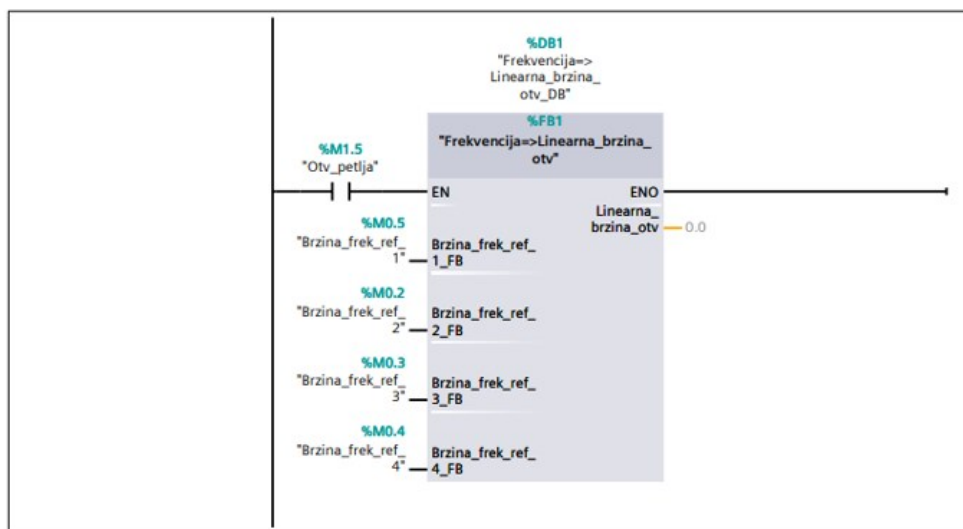 %DB1
"Frekvencija=>
Linearna_brzina_
otv_DB"
%FB1
"Frekvencija=>Linearna_brzina_
otv"
%M1.5
"Otv_petlja"
EN
ENO
Linearna_
brzina_otv
0.0
%M0.5
"Brzina_frek_ref_
1"
Brzina_frek_ref_
1_FB
%M0.2
"Brzina_frek_ref_
2"
Brzina_frek_ref_
2_FB
%M0.3
"Brzina_frek_ref_
3"
Brzina_frek_ref_
3_FB
%M0.4
"Brzina_frek_ref_
4"
Brzina_frek_ref_
4_FB